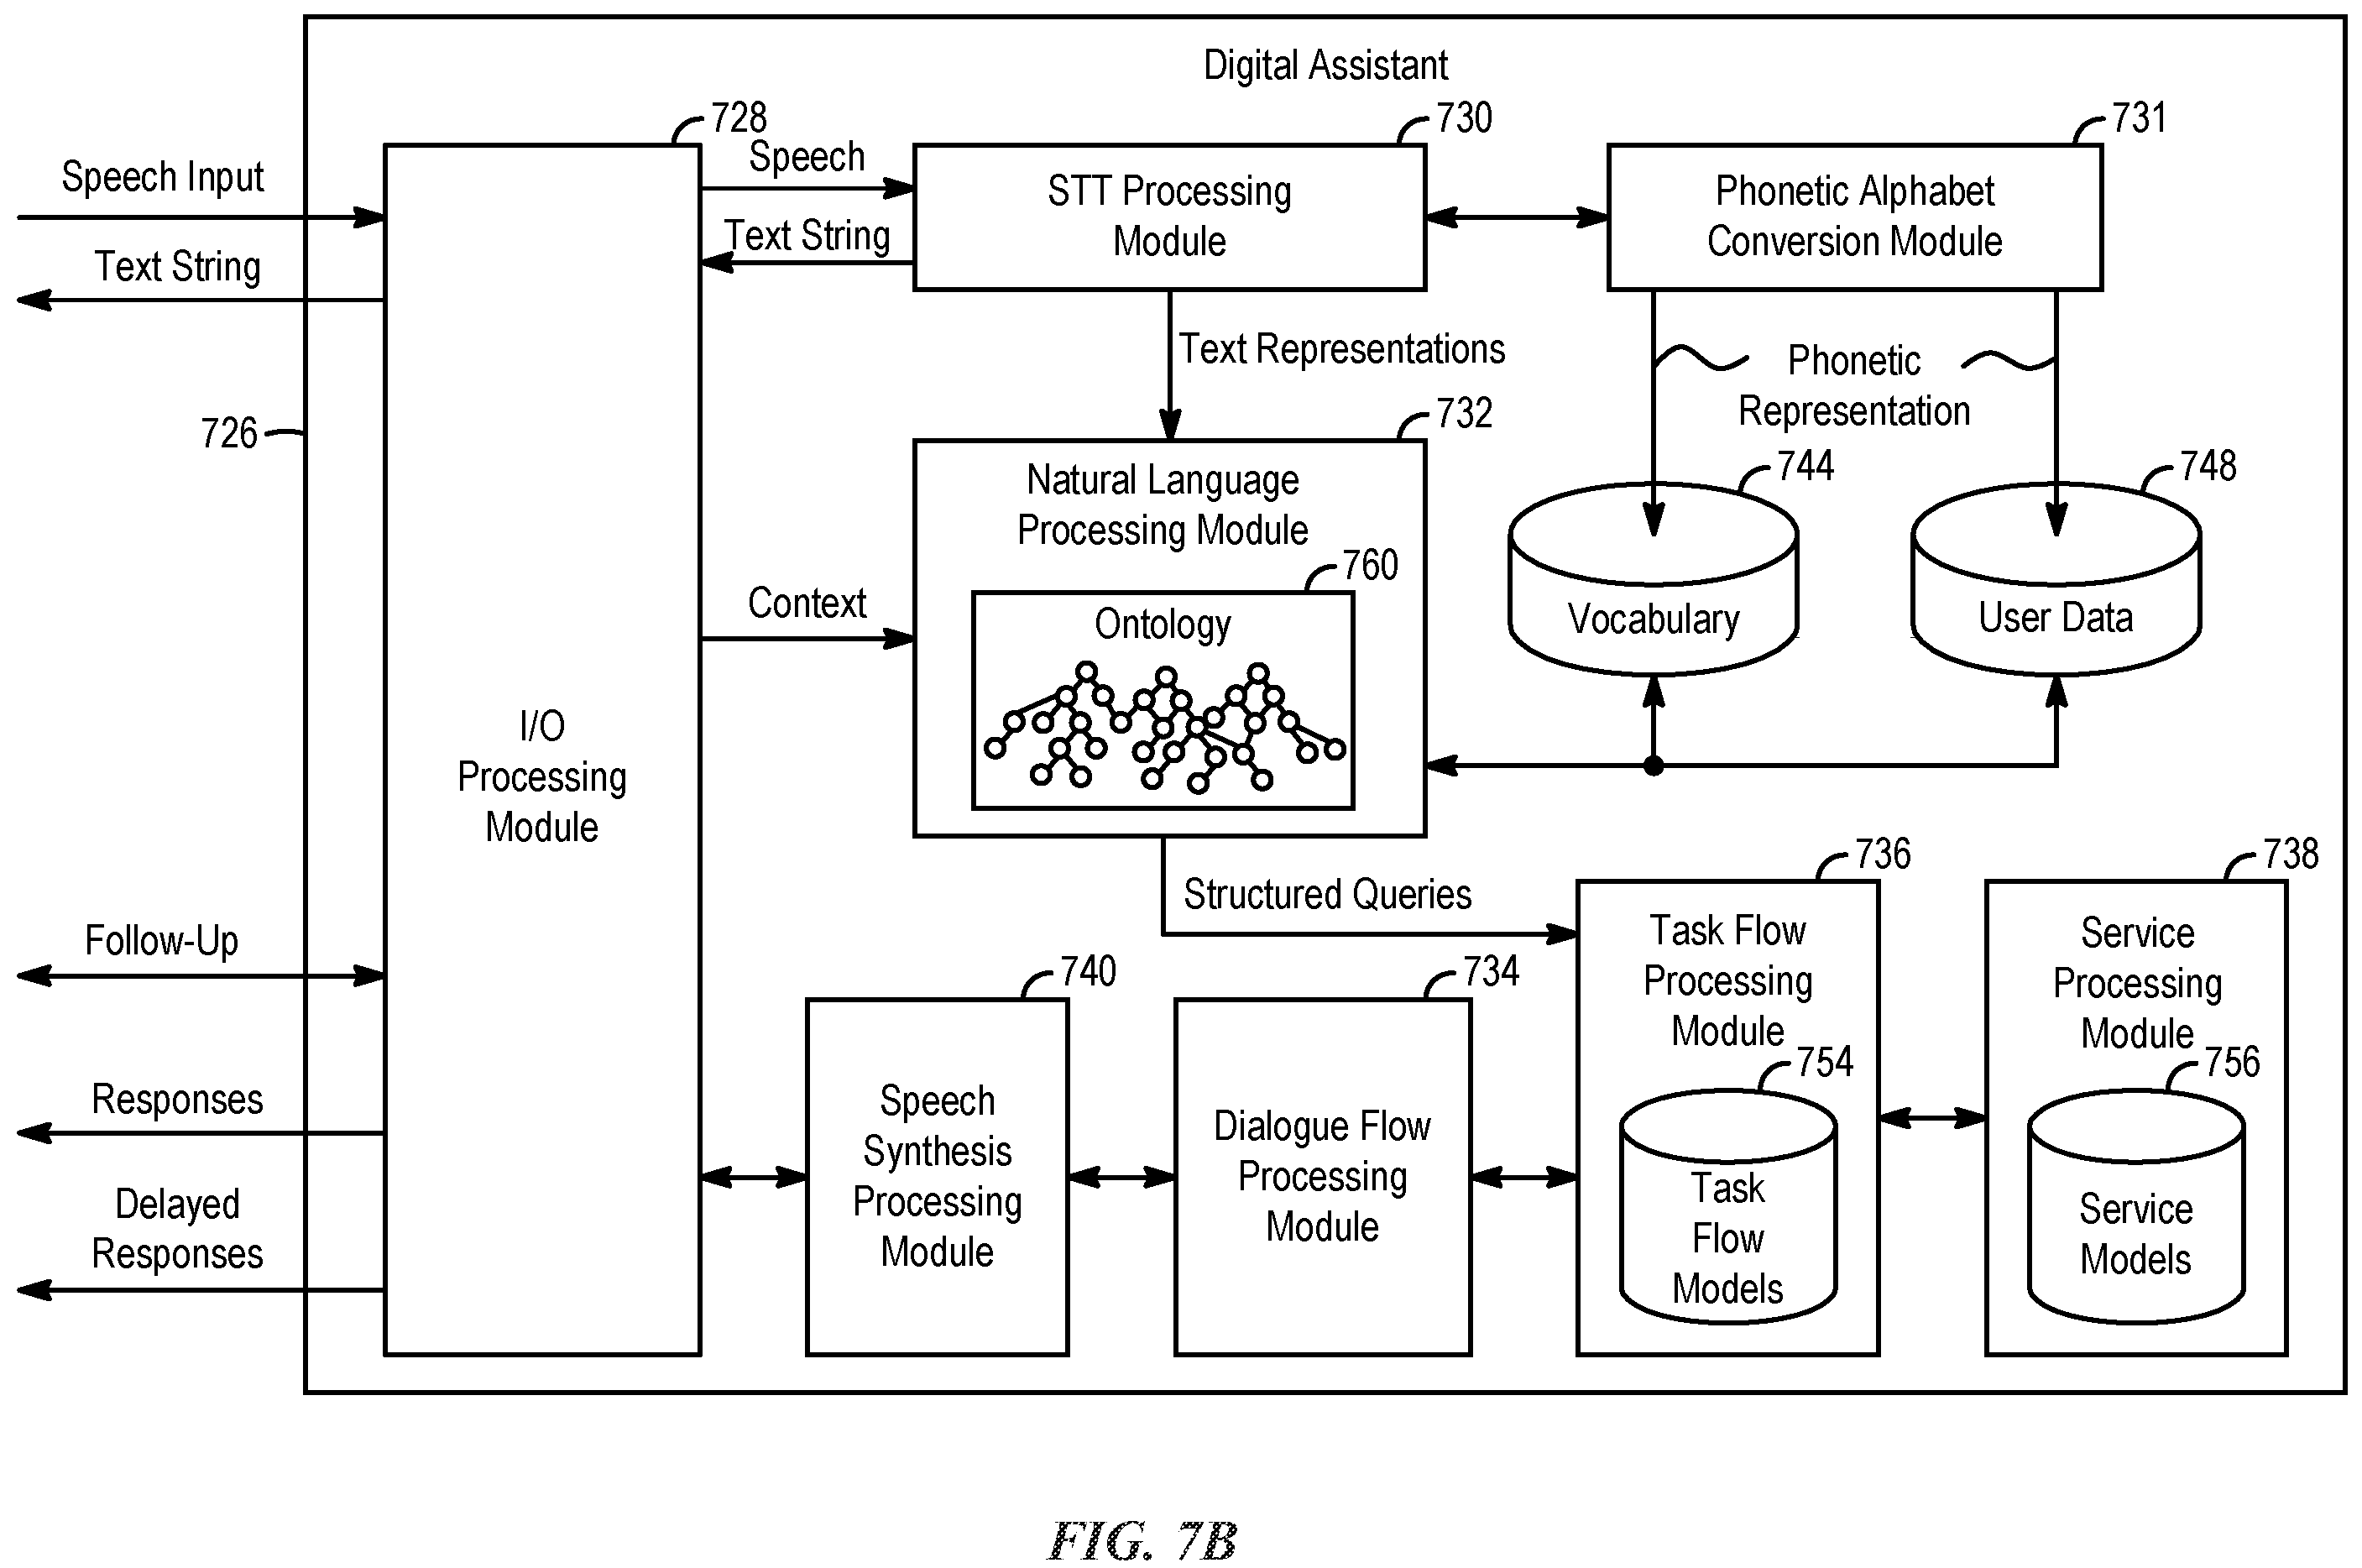 Digital Assistant
728
730
731
Speech Input
Speech
STT Processing
Module
Phonetic Alphabet
Conversion Module
Text String
Text String
Text Representations
Phonetic
Representation
726
732
744
748
Natural Language
Processing Module
760
Context
Ontology
Vocabulary
User Data
I/O
Processing
Module
736
738
Structured Queries
Follow-Up
740
734
Task Flow
Processing
Module
Service
Processing
Module
754
756
Responses
Speech
Synthesis
Processing
Module
Dialogue Flow
Processing
Module
Delayed
Responses
Task
Flow
Models
Service
Models
FIG. 7B